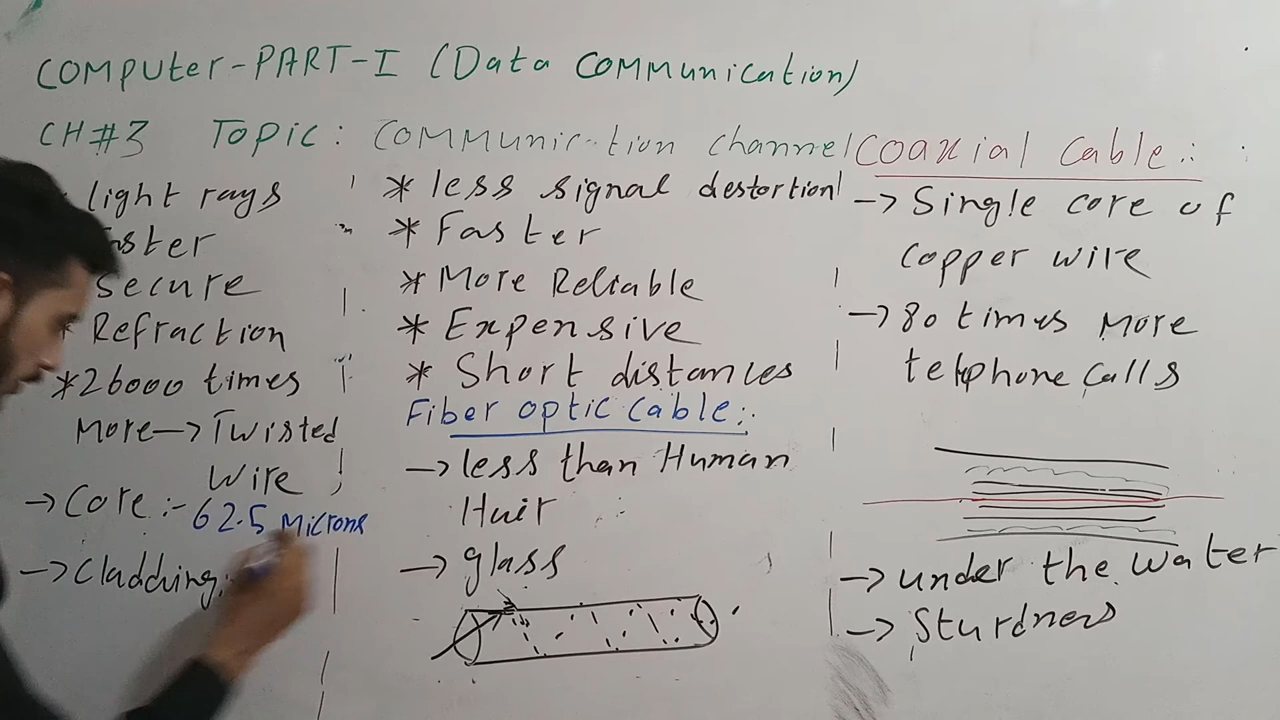 COMPUTER-PART-I (Data COMMUnication)
CH#3 Topic: COMMUnication channel
light rays
Faster
Secure
* Refraction
*26000 times
More -> Twisted
Wire
-> Core :- 62.5 Microns
-> Cladding:
* less signal destortion
* Faster
* More Reliable
* Expensive
* Short distances
Fiber optic cable:.
-> less than Human
Hair
-> glass
Coaxial Cable:.
-> Single core of
Copper wire
-> 80 times More
telephone Calls
-> under the water
-> Sturdness